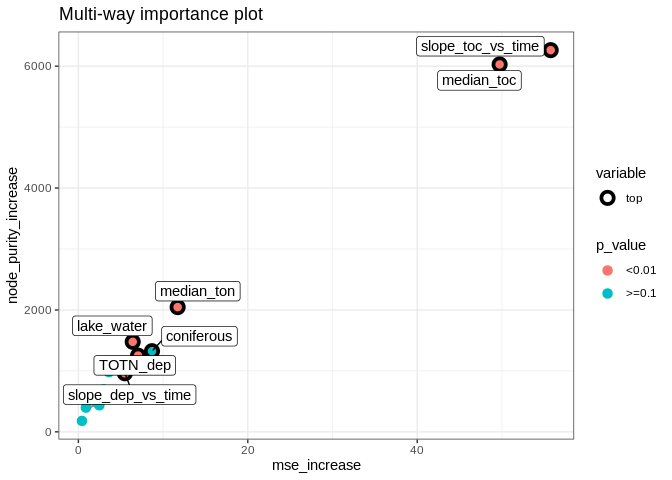 Multi-way importance plot
node_purity_increase
6000
4000
2000
0
0
20
40
mse_increase
slope_toc_vs_time
median_toc
median_ton
lake_water
coniferous
TOTN_dep
slope_dep_vs_time
variable
top
p_value
<0.01
>=0.1